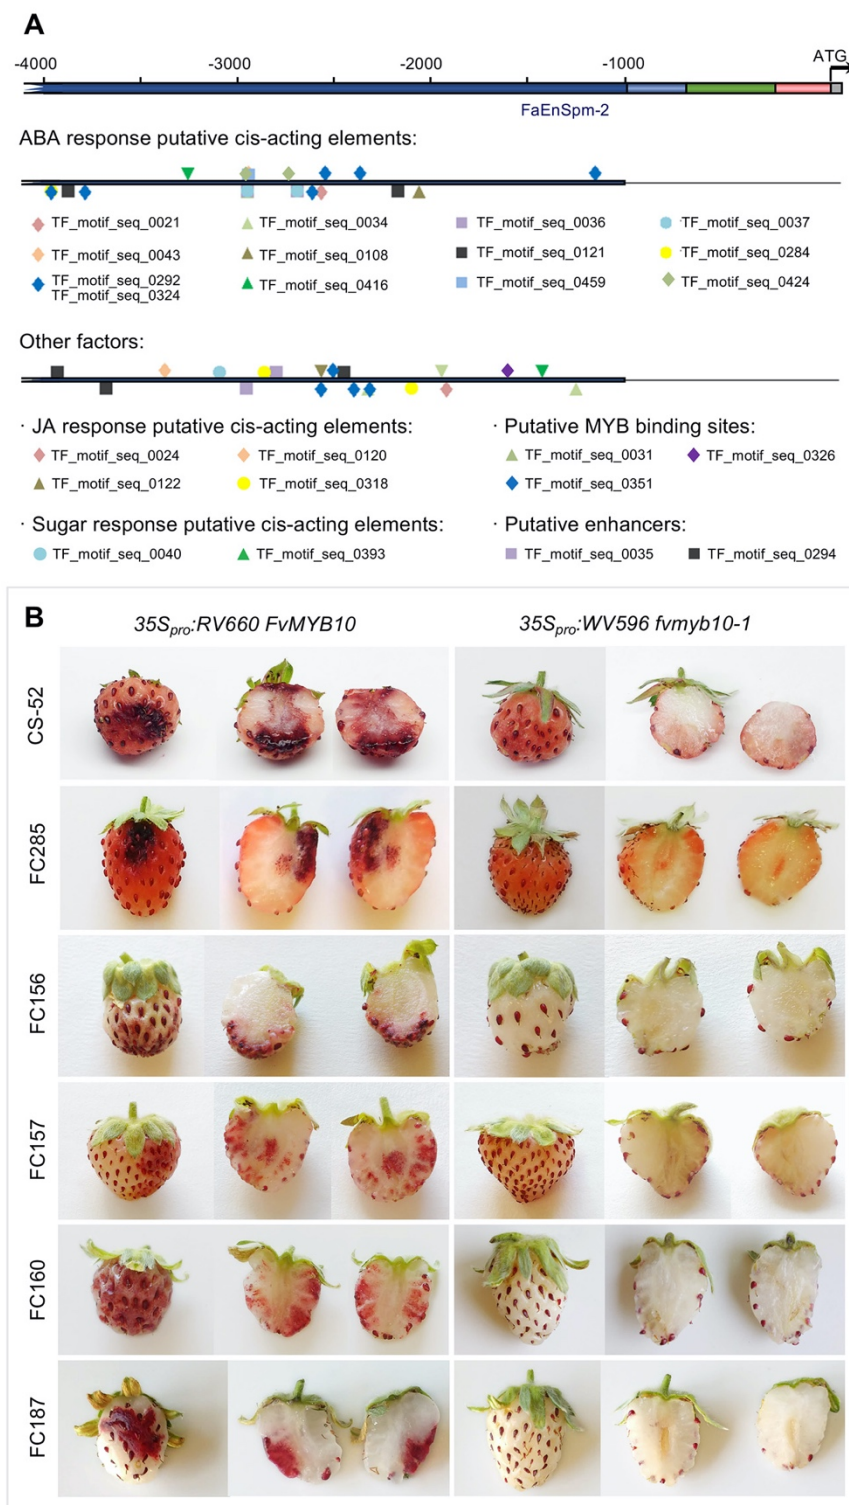 A
-4000 -3000 -2000 -1000 ATG
FaEnSpm-2
ABA response putative cis-acting elements:
TF_motif_seq_0021 TF_motif_seq_0034 TF_motif_seq_0036 TF_motif_seq_0037
TF_motif_seq_0043 TF_motif_seq_0108 TF_motif_seq_0121 TF_motif_seq_0284
TF_motif_seq_0292
TF_motif_seq_0324 TF_motif_seq_0416 TF_motif_seq_0459 TF_motif_seq_0424
Other factors:
· JA response putative cis-acting elements: · Putative MYB binding sites:
TF_motif_seq_0024 TF_motif_seq_0120 TF_motif_seq_0031 TF_motif_seq_0326
TF_motif_seq_0122 TF_motif_seq_0318 TF_motif_seq_0351
· Sugar response putative cis-acting elements: · Putative enhancers:
TF_motif_seq_0040 TF_motif_seq_0393 TF_motif_seq_0035 TF_motif_seq_0294
B
35Spro:RV660 FvMYB10 35Spro:WV596 fvmyb10-1
CS-52
FC285
FC156
FC157
FC160
FC187